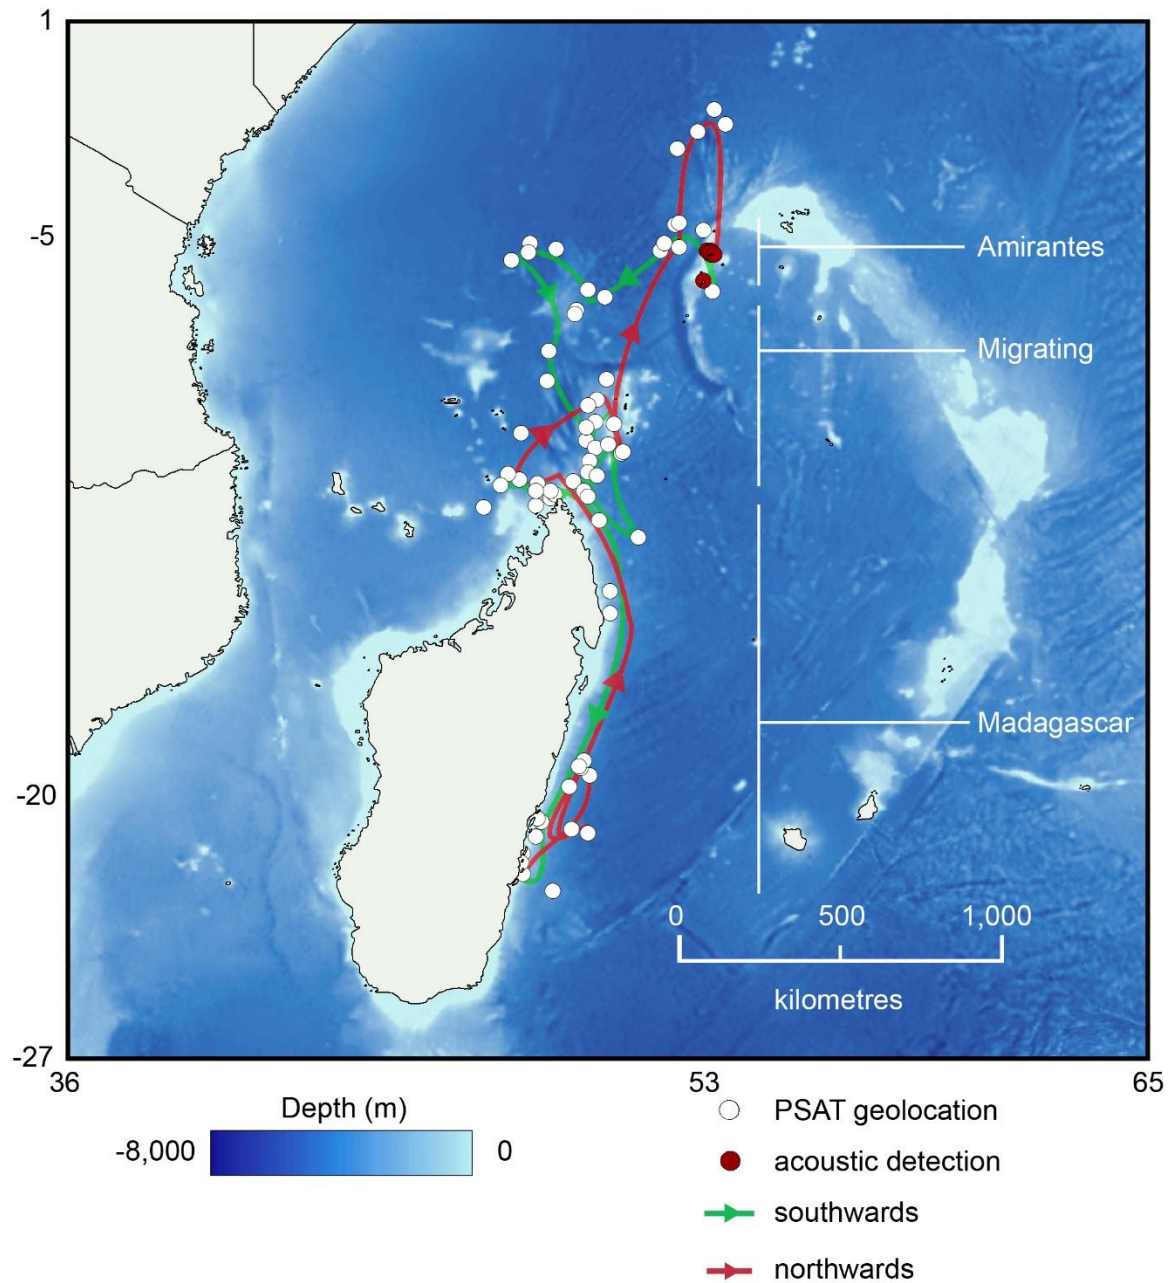 1
-5
Amirantes
Migrating
Madagascar
-20
0 500 1,000
kilometres
-27
36 53 65
Depth (m)
-8,000 0
PSAT geolocation
acoustic detection
southwards
northwards